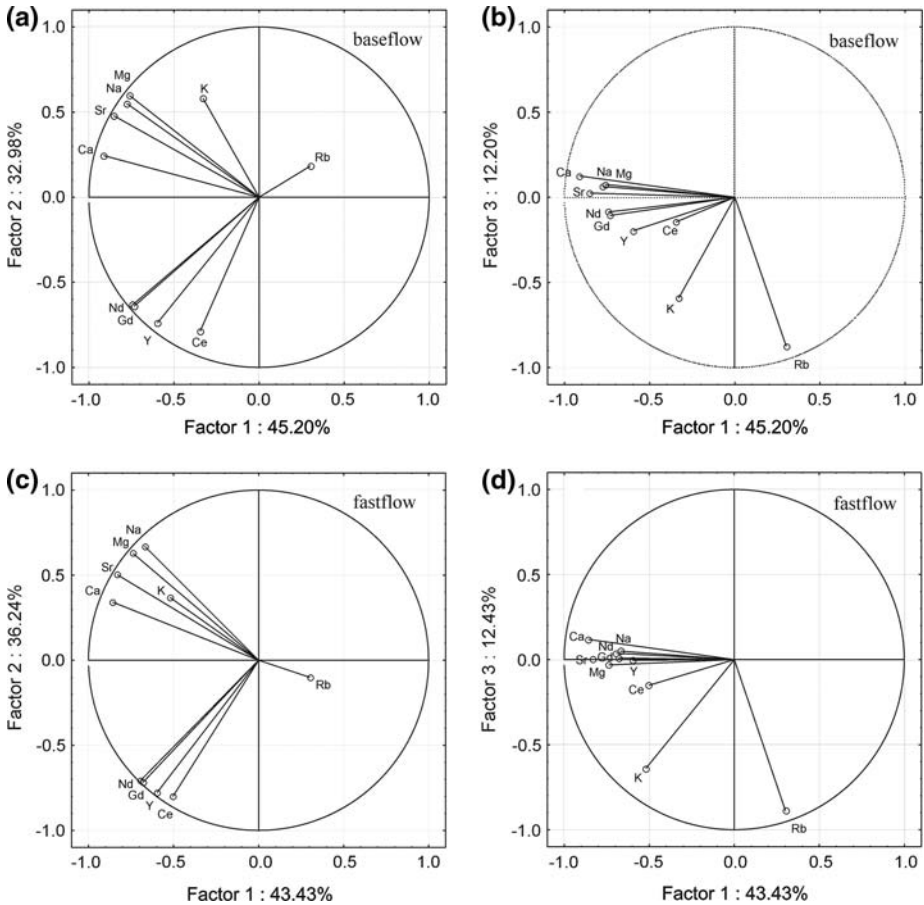 (a)
baseflow
1.0
0.5
0.0
-0.5
-1.0
Factor 2 : 32.98%
Mg
Na
K
Sr
Ca
Rb
Nd
Gd
Y
Ce
-1.0 -0.5 0.0 0.5 1.0
Factor 1 : 45.20%
(b)
baseflow
1.0
0.5
0.0
-0.5
-1.0
Factor 3 : 12.20%
Ca Na Mg
Sr
Nd
Gd
Y Ce
K
Rb
-1.0 -0.5 0.0 0.5 1.0
Factor 1 : 45.20%
(c)
fastflow
1.0
0.5
0.0
-0.5
-1.0
Factor 2 : 36.24%
Na
Mg
Sr
K
Ca
Rb
Nd
Gd
Y
Ce
-1.0 -0.5 0.0 0.5 1.0
Factor 1 : 43.43%
(d)
fastflow
1.0
0.5
0.0
-0.5
-1.0
Factor 3 : 12.43%
Ca Nd Na
Sr Gd
Mg Y
Ce
K
Rb
-1.0 -0.5 0.0 0.5 1.0
Factor 1 : 43.43%